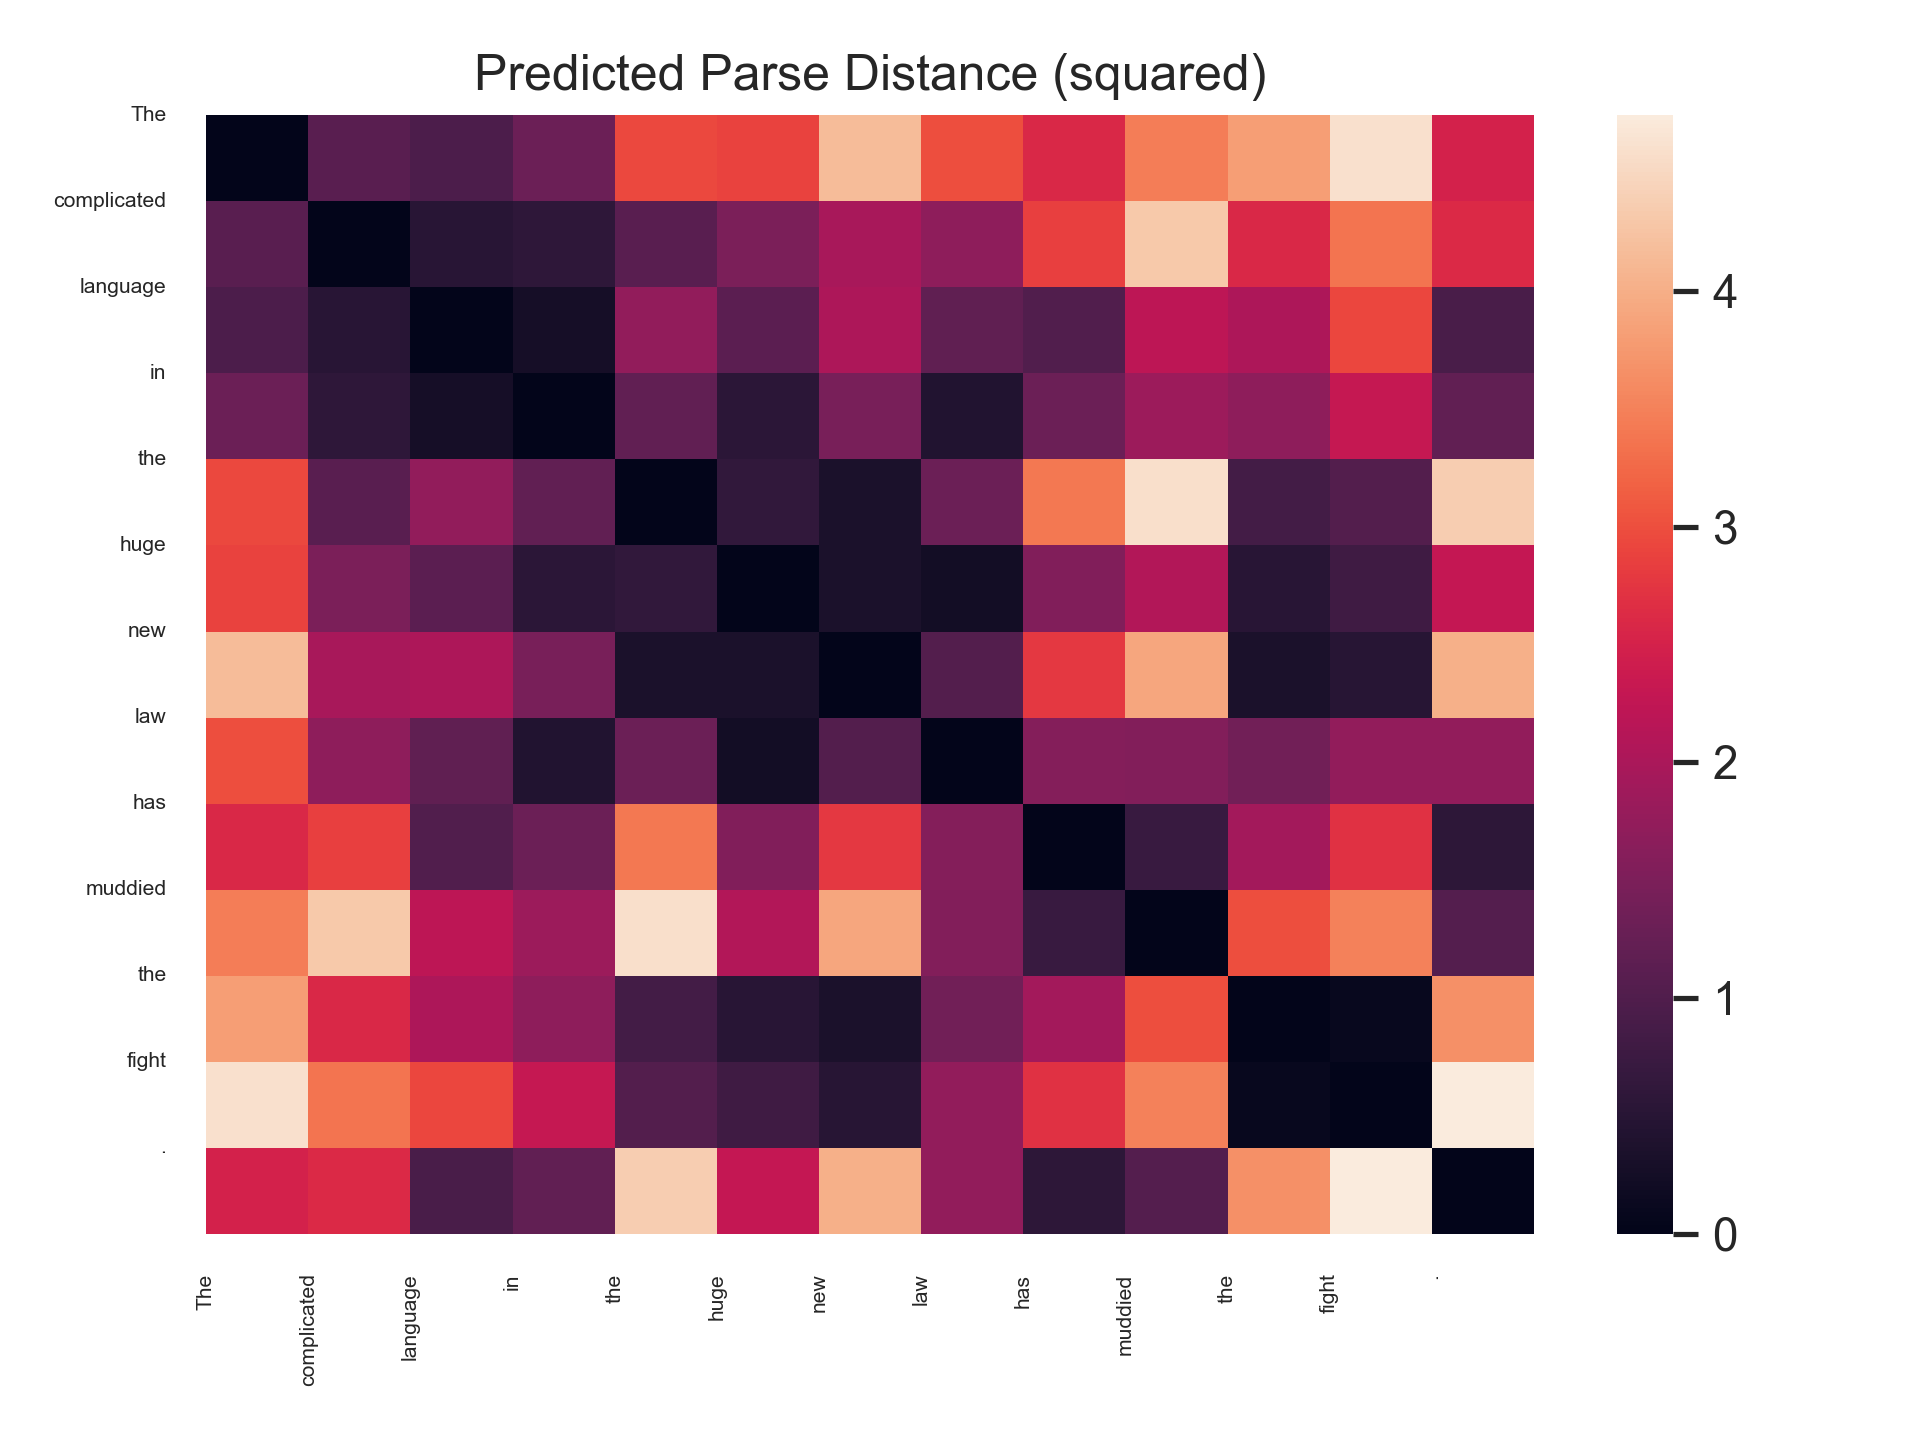 Predicted Parse Distance (squared)
The
complicated
language
in
the
huge
new
law
has
muddied
the
fight
.
4
3
2
1
0
The
complicated
language
in
the
huge
new
law
has
muddied
the
fight
.